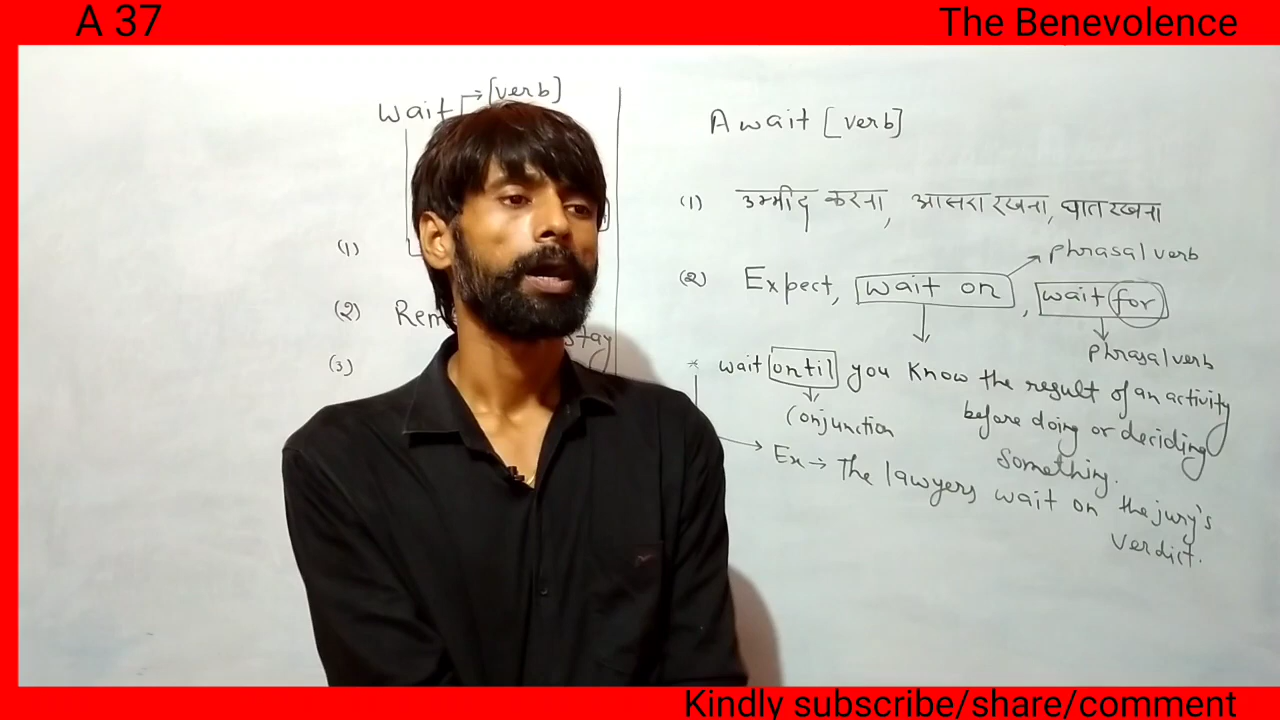 A 37
The Benevolence
wait → [verb]
(1)
(2)
stay
(3)
Await [verb]
(1) उम्मीद करना, आसरा रखना, घात रखना
(2) Expect, wait on, wait for
phrasal verb
phrasal verb
* wait until you know the result of an activity
before doing or deciding
something.
Conjunction
Ex → The lawyers wait on the jury's
verdict.
Kindly subscribe/share/comment